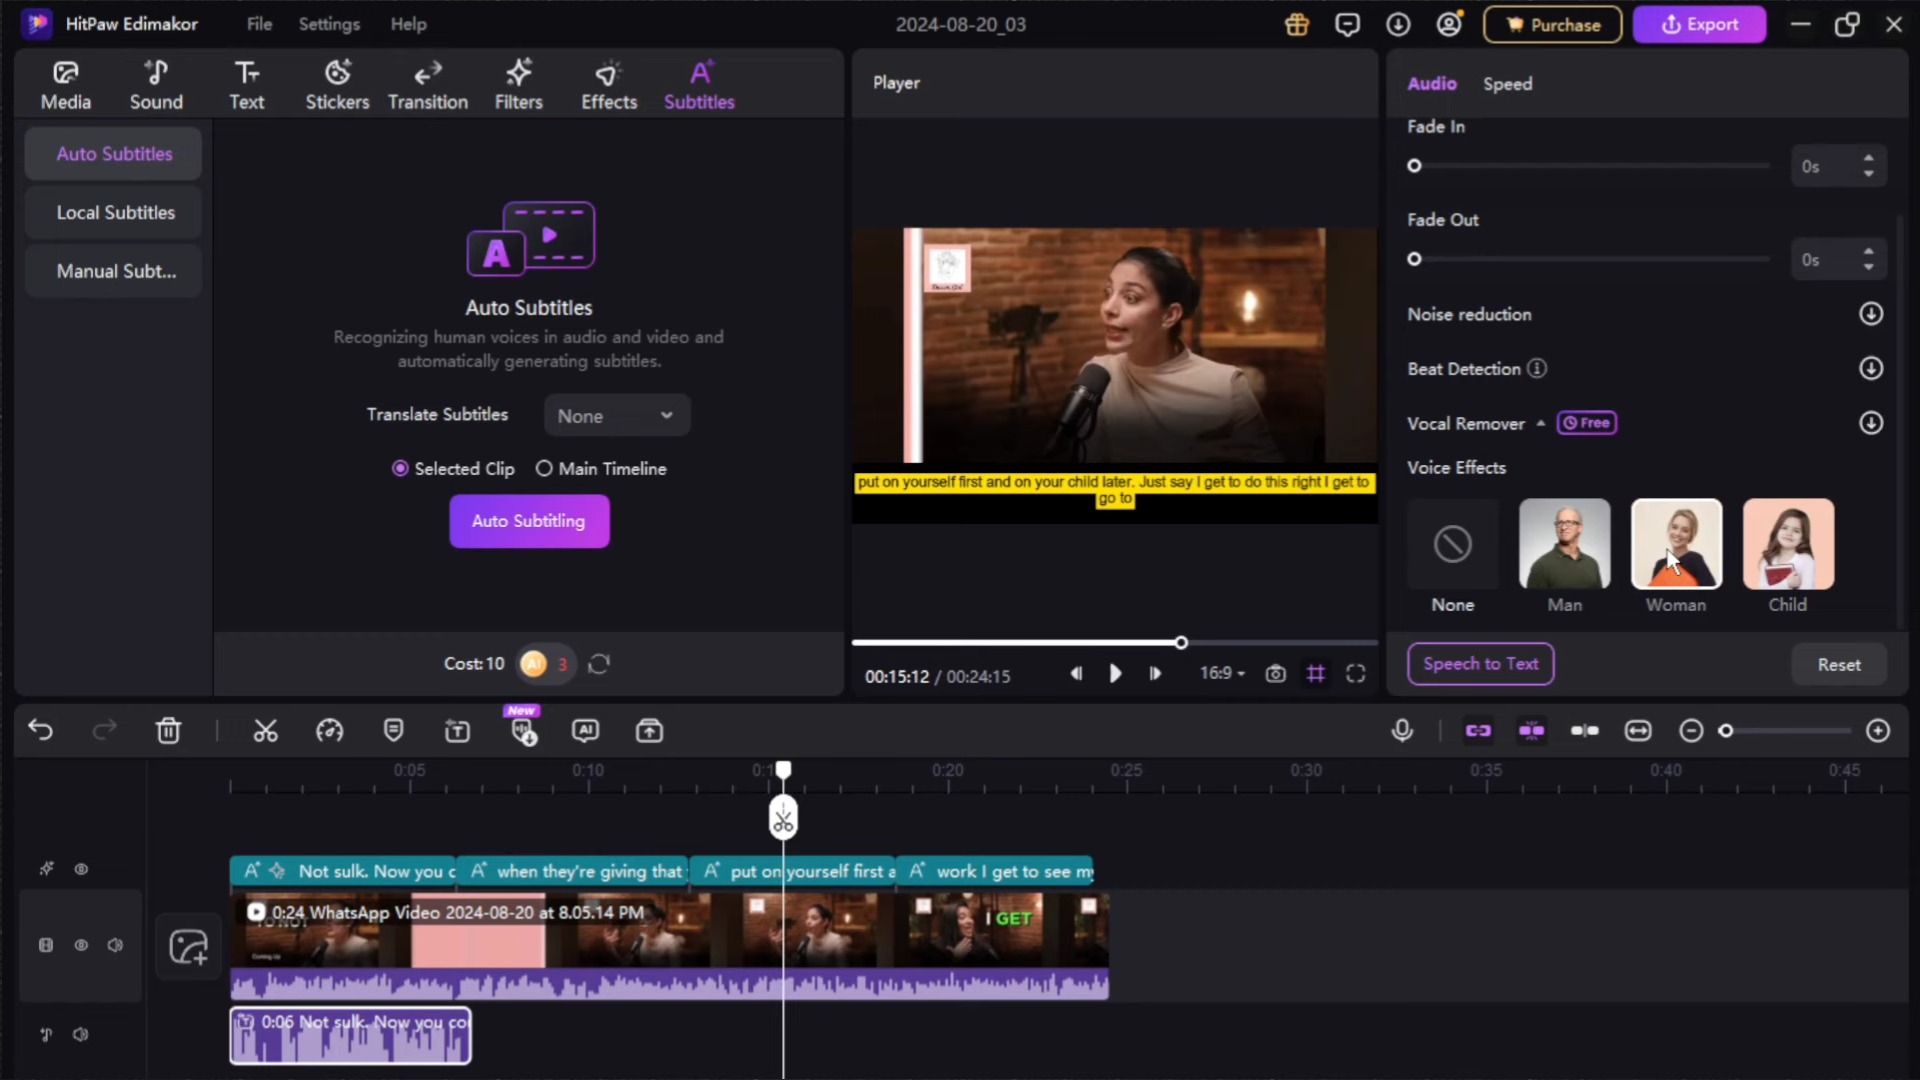 HitPaw Edimakor
File
Settings
Help
2024-08-20_03
Purchase
Export
Media
Sound
Text
Stickers
Transition
Filters
Effects
Subtitles
Auto Subtitles
Local Subtitles
Manual Subt...
A
Auto Subtitles
Recognizing human voices in audio and video and
automatically generating subtitles.
Translate Subtitles
None
Selected Clip
Main Timeline
Auto Subtitling
Cost:10
AI
3
Player
put on yourself first and on your child later. Just say I get to do this right I get to
go to
00:15:12 / 00:24:15
16:9
Audio
Speed
Fade In
0s
Fade Out
0s
Noise reduction
Beat Detection
Vocal Remover
Free
Voice Effects
None
Man
Woman
Child
Speech to Text
Reset
New
AI
0:05
0:10
0:1
0:20
0:25
0:30
0:35
0:40
0:45
Not sulk. Now you c
when they're giving that
put on yourself first a
work I get to see my
0:24 WhatsApp Video 2024-08-20 at 8.05.14 PM
Coming Up
I GET
0:06 Not sulk. Now you co